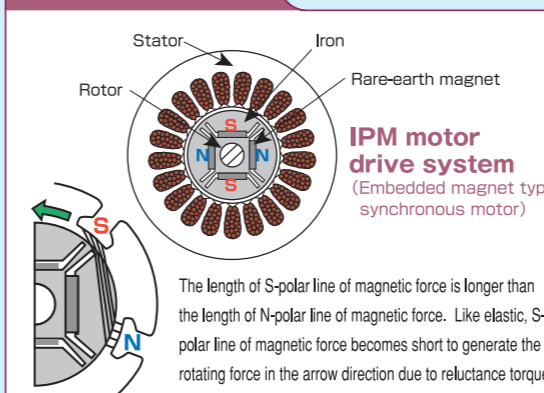 Stator
Iron
Rotor
Rare-earth magnet
S
N
N
S
IPM motor
drive system
(Embedded magnet typ
synchronous motor)
S
N
The length of S-polar line of magnetic force is longer than
the length of N-polar line of magnetic force. Like elastic, S-
polar line of magnetic force becomes short to generate the
rotating force in the arrow direction due to reluctance torque